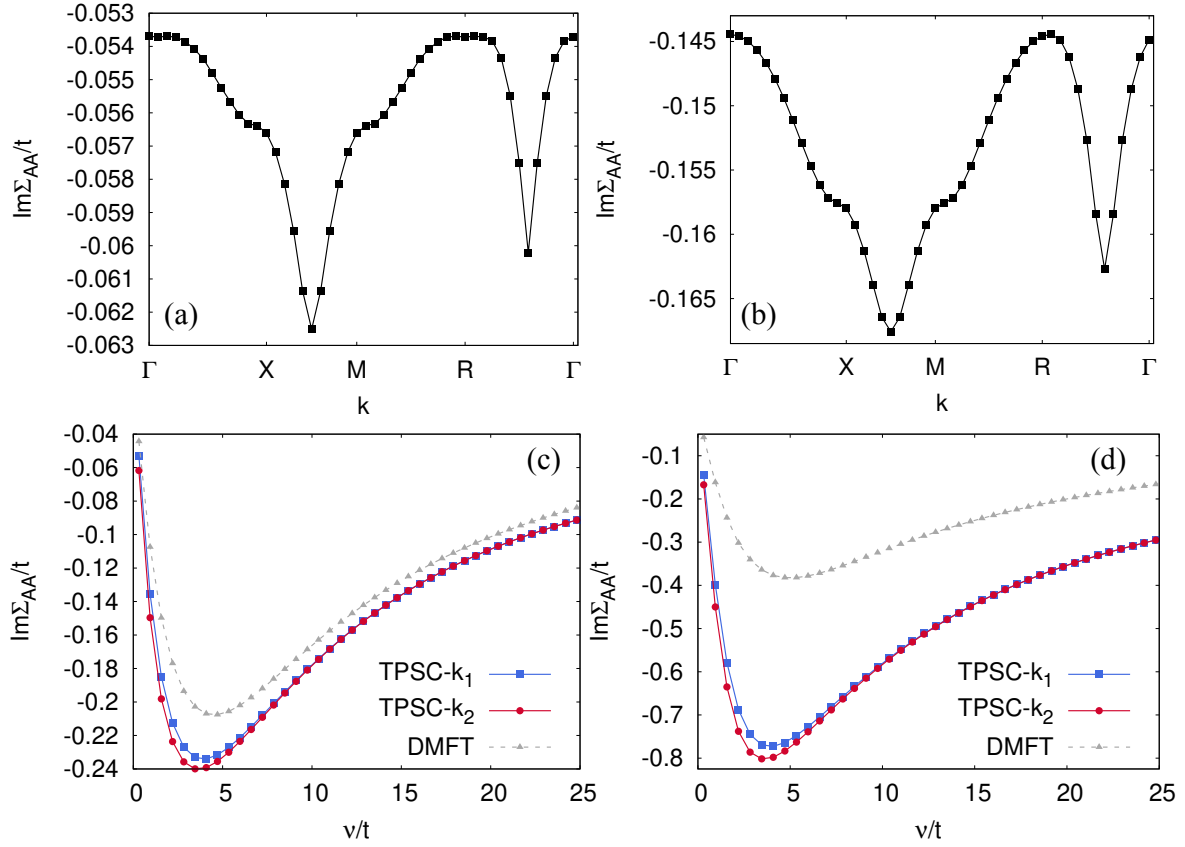 -0.053
-0.054
-0.055
-0.056
-0.057
-0.058
-0.059
-0.06
-0.061
-0.062
-0.063
ImΣAA/t
(a)
Γ X M R Γ
k
-0.145
-0.15
-0.155
-0.16
-0.165
ImΣAA/t
(b)
Γ X M R Γ
k
-0.04
-0.06
-0.08
-0.1
-0.12
-0.14
-0.16
-0.18
-0.2
-0.22
-0.24
ImΣAA/t
(c)
TPSC-k1
TPSC-k2
DMFT
0 5 10 15 20 25
ν/t
-0.1
-0.2
-0.3
-0.4
-0.5
-0.6
-0.7
-0.8
ImΣAA/t
(d)
TPSC-k1
TPSC-k2
DMFT
0 5 10 15 20 25
ν/t